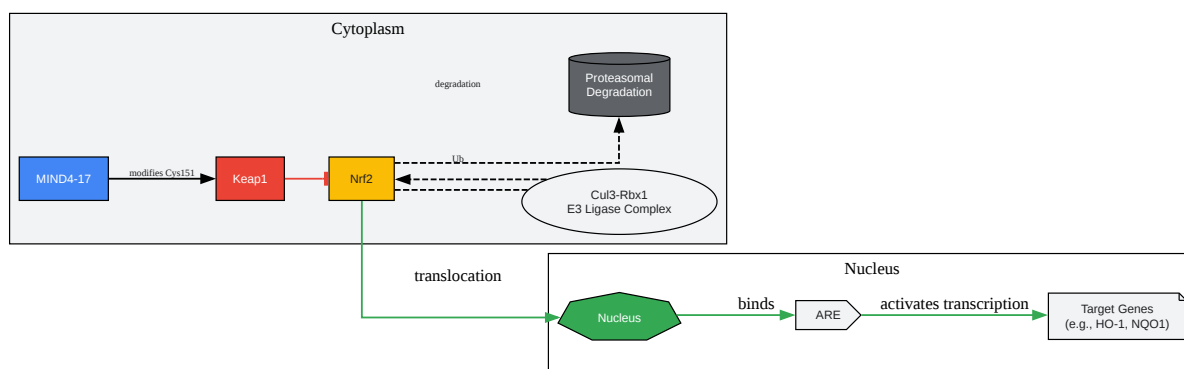 Cytoplasm
degradation
Proteasomal
Degradation
Ub
MIND4-17
modifies Cys151
Keap1
Nrf2
Cul3-Rbx1
E3 Ligase Complex
translocation
Nucleus
Nucleus
binds
ARE
activates transcription
Target Genes
(e.g., HO-1, NQO1)